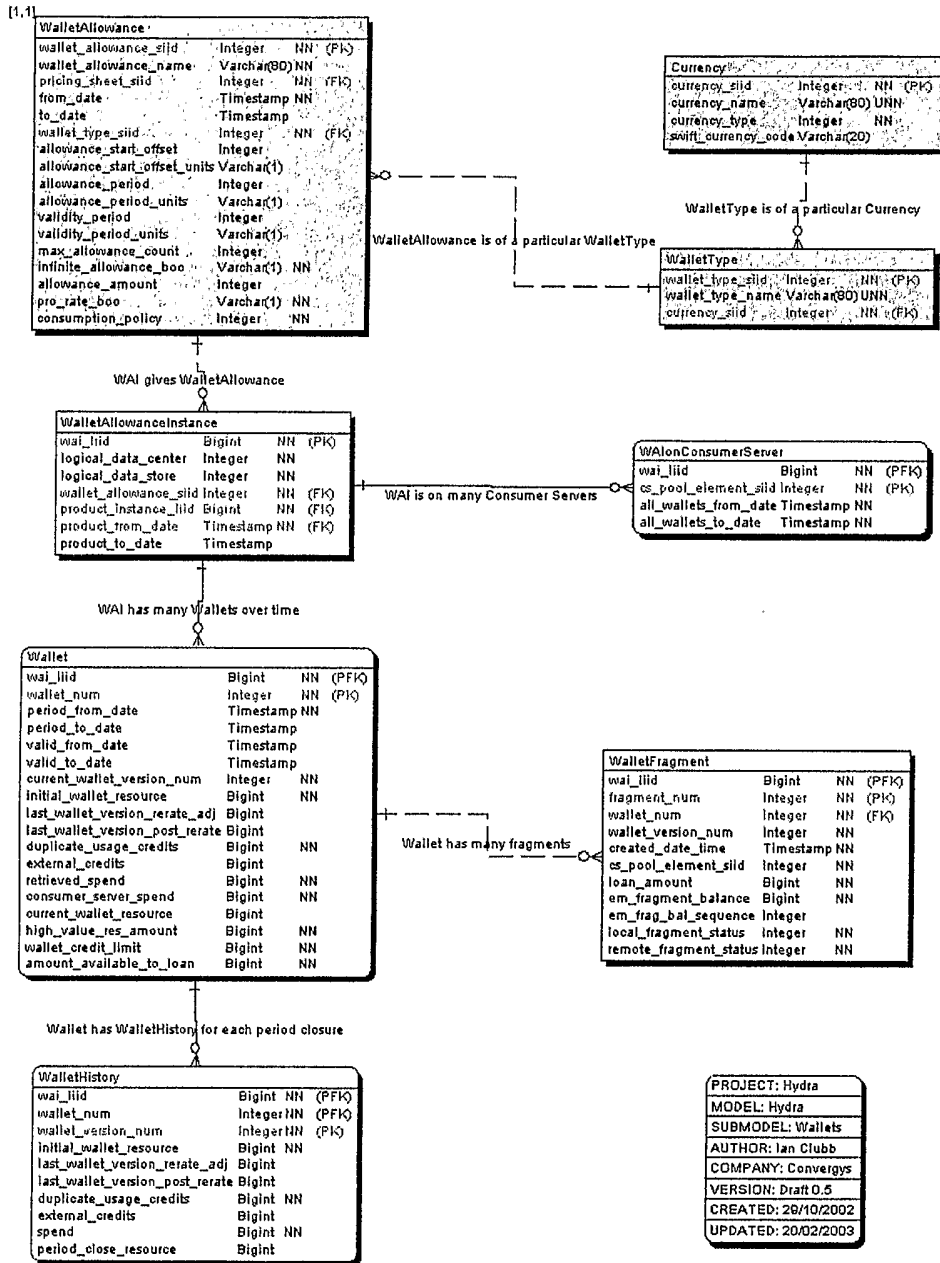 [1,1]
WalletAllowance
wallet_allowance_siid Integer NN (PK)
wallet_allowance_name Varchar(80) NN
pricing_sheet_siid Integer NN (FK)
from_date Timestamp NN
to_date Timestamp
wallet_type_siid Integer NN (FK)
allowance_start_offset Integer
allowance_start_offset_units Varchar(1)
allowance_period Integer
allowance_period_units Varchar(1)
validity_period Integer
validity_period_units Varchar(1)
max_allowance_count Integer
infinite_allowance_boo Varchar(1) NN
allowance_amount Integer
pro_rate_boo Varchar(1) NN
consumption_policy Integer NN
Currency
currency_siid Integer NN (PK)
currency_name Varchar(80) UNN
currency_type Integer NN
swift_currency_code Varchar(20)
WalletType is of a particular Currency
WalletAllowance is of a particular WalletType
WalletType
wallet_type_siid Integer NN (PK)
wallet_type_name Varchar(80) UNN
currency_siid Integer NN (FK)
WAI gives WalletAllowance
WalletAllowanceInstance
wai_liid Bigint NN (PK)
logical_data_center Integer NN
logical_data_store Integer NN
wallet_allowance_siid Integer NN (FK)
product_instance_liid Bigint NN (FK)
product_from_date Timestamp NN (FK)
product_to_date Timestamp
WAI is on many Consumer Servers
WAIonConsumerServer
wai_liid Bigint NN (PFK)
cs_pool_element_siid Integer NN (PK)
all_wallets_from_date Timestamp NN
all_wallets_to_date Timestamp NN
WAI has many Wallets over time
Wallet
wai_liid Bigint NN (PFK)
wallet_num Integer NN (PK)
period_from_date Timestamp NN
period_to_date Timestamp
valid_from_date Timestamp
valid_to_date Timestamp
current_wallet_version_num Integer NN
initial_wallet_resource Bigint NN
last_wallet_version_rerate_adj Bigint
last_wallet_version_post_rerate Bigint
duplicate_usage_credits Bigint NN
external_credits Bigint
retrieved_spend Bigint NN
consumer_server_spend Bigint NN
current_wallet_resource Bigint
high_value_res_amount Bigint NN
wallet_credit_limit Bigint NN
amount_available_to_loan Bigint NN
Wallet has many fragments
WalletFragment
wai_liid Bigint NN (PFK)
fragment_num Integer NN (PK)
wallet_num Integer NN (FK)
wallet_version_num Integer NN
created_date_time Timestamp NN
cs_pool_element_siid Integer NN
loan_amount Bigint NN
em_fragment_balance Bigint NN
em_frag_bal_sequence Integer
local_fragment_status Integer NN
remote_fragment_status Integer NN
Wallet has WalletHistory for each period closure
WalletHistory
wai_liid Bigint NN (PFK)
wallet_num Integer NN (PFK)
wallet_version_num Integer NN (PK)
initial_wallet_resource Bigint NN
last_wallet_version_rerate_adj Bigint
last_wallet_version_post_rerate Bigint
duplicate_usage_credits Bigint NN
external_credits Bigint
spend Bigint NN
period_close_resource Bigint
PROJECT: Hydra
MODEL: Hydra
SUBMODEL: Wallets
AUTHOR: Ian Clubb
COMPANY: Convergys
VERSION: Draft 0.5
CREATED: 29/10/2002
UPDATED: 20/02/2003